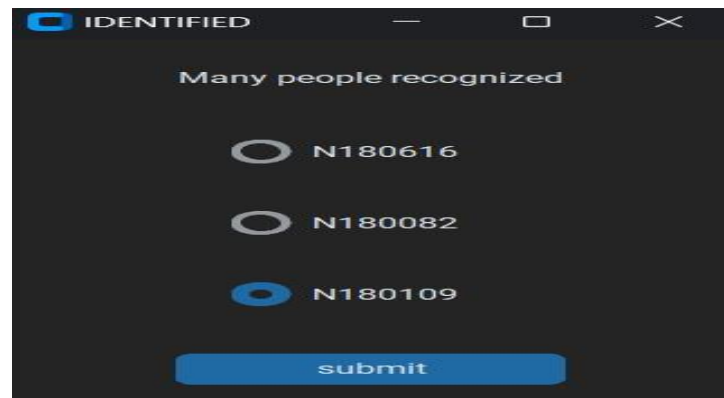 IDENTIFIED
Many people recognized
N180616
N180082
N180109
submit